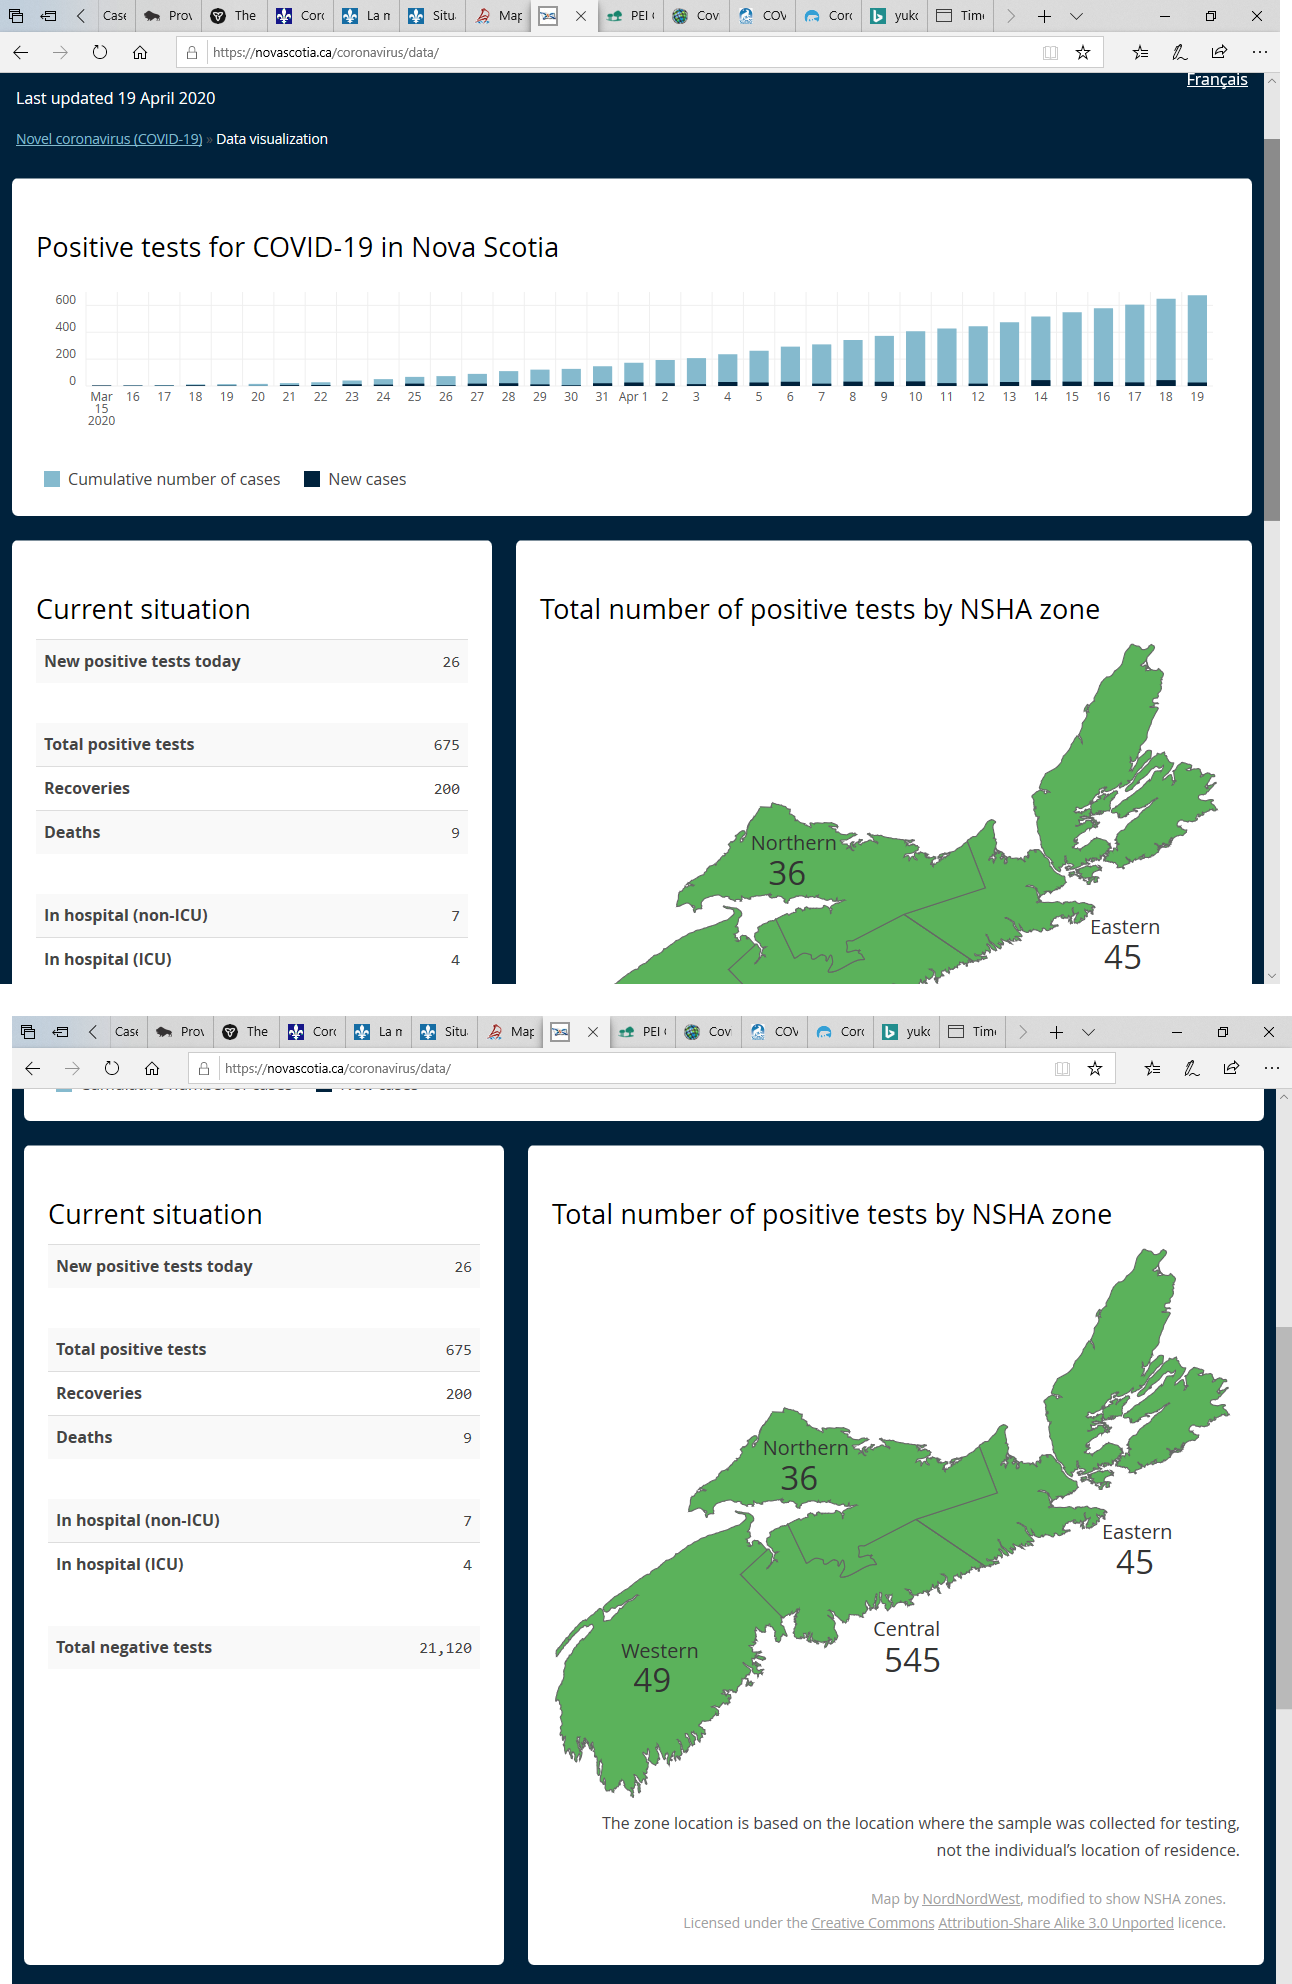 Case Prov The Corc La m Situ Map PEI Cov COV Corc yukc Time
https://novascotia.ca/coronavirus/data/
Français
Last updated 19 April 2020
Novel coronavirus (COVID-19) » Data visualization
Positive tests for COVID-19 in Nova Scotia
600
400
200
0
Mar 15 2020 16 17 18 19 20 21 22 23 24 25 26 27 28 29 30 31 Apr 1 2 3 4 5 6 7 8 9 10 11 12 13 14 15 16 17 18 19
Cumulative number of cases New cases
Current situation
New positive tests today 26
Total positive tests 675
Recoveries 200
Deaths 9
In hospital (non-ICU) 7
In hospital (ICU) 4
Total number of positive tests by NSHA zone
Northern
36
Eastern
45
Case Prov The Corc La m Situ Map PEI Cov COV Corc yukc Time
https://novascotia.ca/coronavirus/data/
Current situation
New positive tests today 26
Total positive tests 675
Recoveries 200
Deaths 9
In hospital (non-ICU) 7
In hospital (ICU) 4
Total negative tests 21,120
Total number of positive tests by NSHA zone
Northern
36
Eastern
45
Central
545
Western
49
The zone location is based on the location where the sample was collected for testing,
not the individual's location of residence.
Map by NordNordWest, modified to show NSHA zones.
Licensed under the Creative Commons Attribution-Share Alike 3.0 Unported licence.